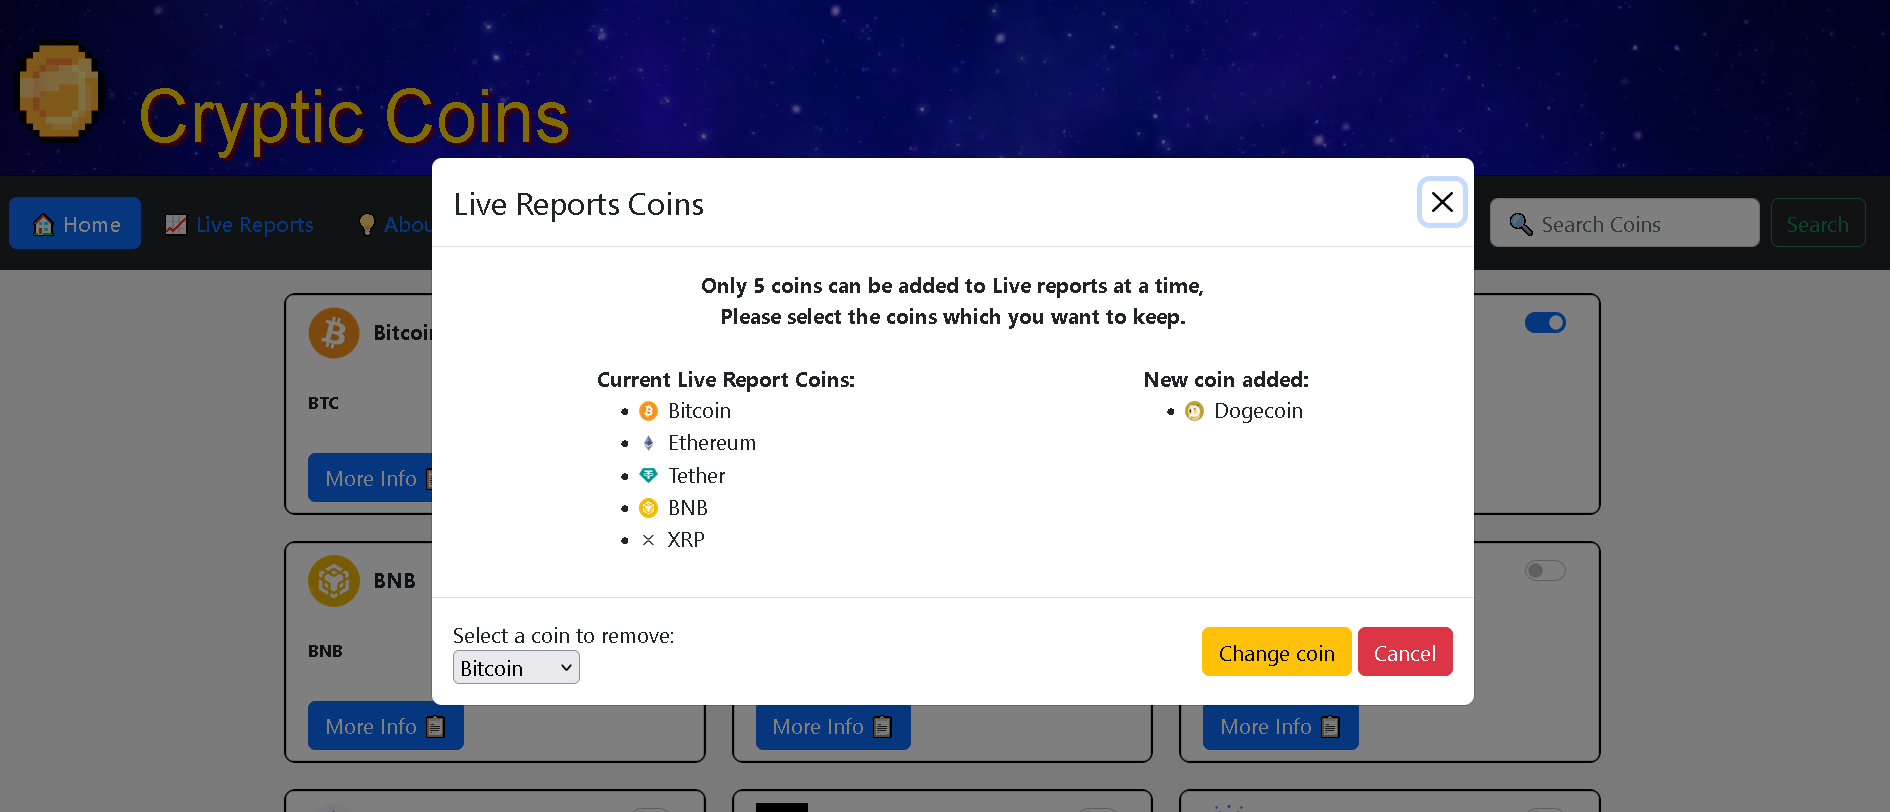 Cryptic Coins
Home
Live Reports
Abou
Search Coins
Search
Live Reports Coins
Only 5 coins can be added to Live reports at a time,
Please select the coins which you want to keep.
Current Live Report Coins:
Bitcoin
Ethereum
Tether
BNB
XRP
New coin added:
Dogecoin
Select a coin to remove:
Bitcoin
Change coin
Cancel
Bitcoin
BTC
More Info
BNB
BNB
More Info
More Info
More Info